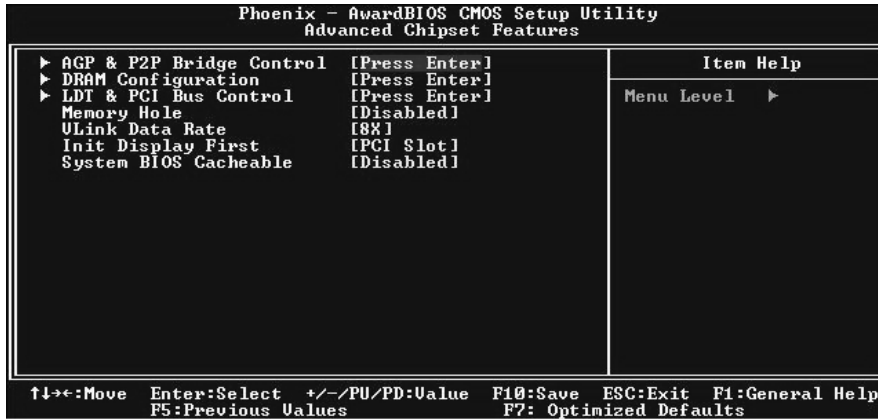 Phoenix - AwardBIOS CMOS Setup Utility
Advanced Chipset Features
AGP & P2P Bridge Control [Press Enter]
DRAM Configuration [Press Enter]
LDT & PCI Bus Control [Press Enter]
Memory Hole [Disabled]
VLink Data Rate [8X]
Init Display First [PCI Slot]
System BIOS Cacheable [Disabled]
Item Help
Menu Level ▶
↑↓→←:Move Enter:Select +/-/PU/PD:Value F10:Save ESC:Exit F1:General Help
F5:Previous Values F7: Optimized Defaults